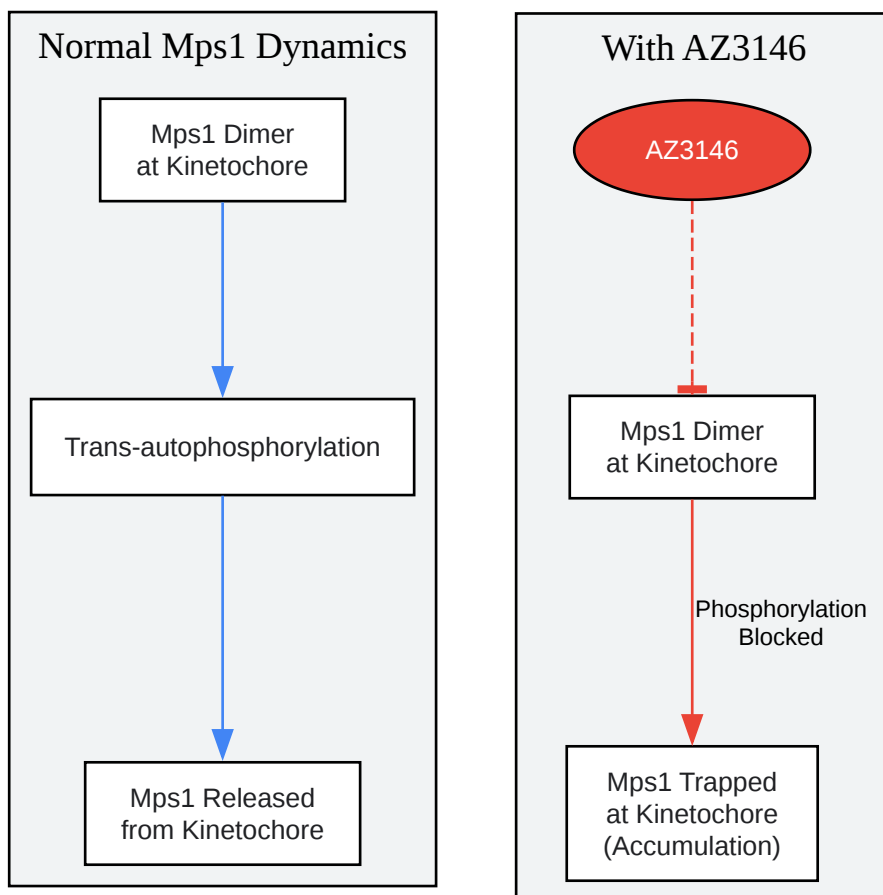 Normal Mps1 Dynamics
Mps1 Dimer
at Kinetochore
Trans-autophosphorylation
Mps1 Released
from Kinetochore
With AZ3146
AZ3146
Mps1 Dimer
at Kinetochore
Phosphorylation
Blocked
Mps1 Trapped
at Kinetochore
(Accumulation)